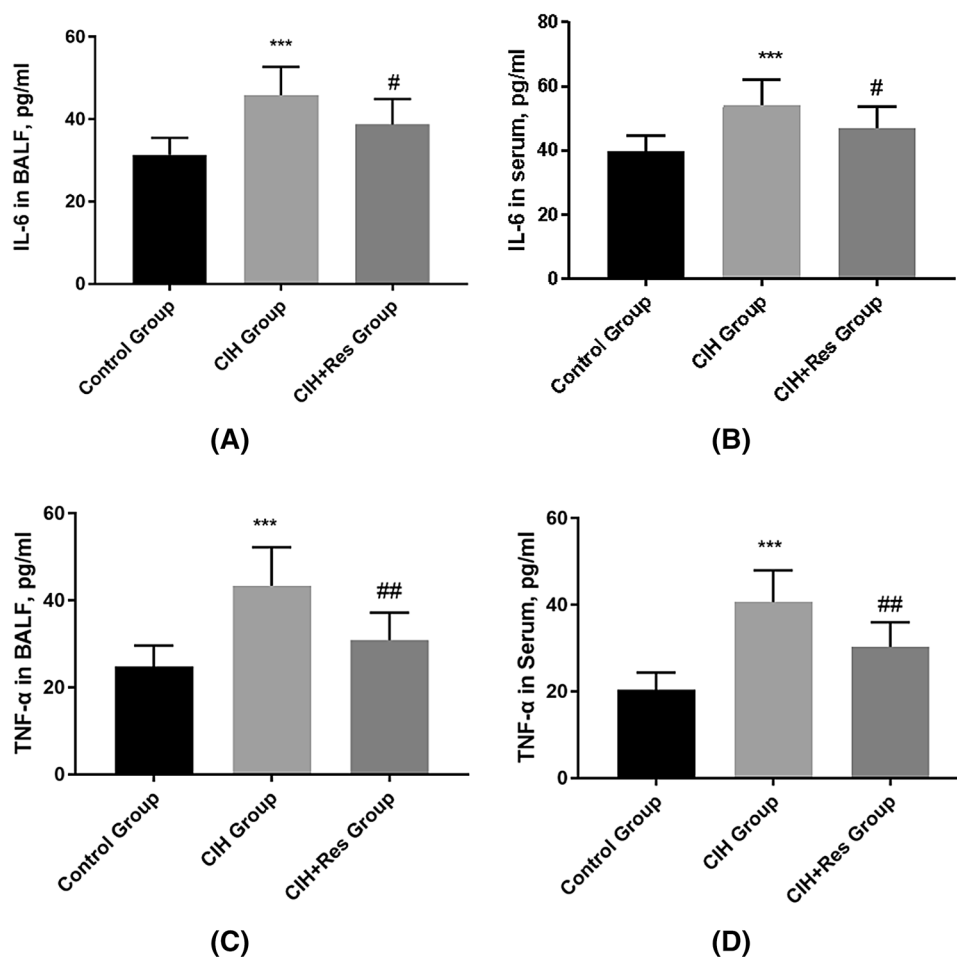 IL-6 in BALF, pg/ml
60
40
20
0
***
#
Control Group
CIH Group
CIH+Res Group
(A)
IL-6 in serum, pg/ml
80
60
40
20
0
***
#
Control Group
CIH Group
CIH+Res Group
(B)
TNF-α in BALF, pg/ml
60
40
20
0
***
##
Control Group
CIH Group
CIH+Res Group
(C)
TNF-α in Serum, pg/ml
60
40
20
0
***
##
Control Group
CIH Group
CIH+Res Group
(D)